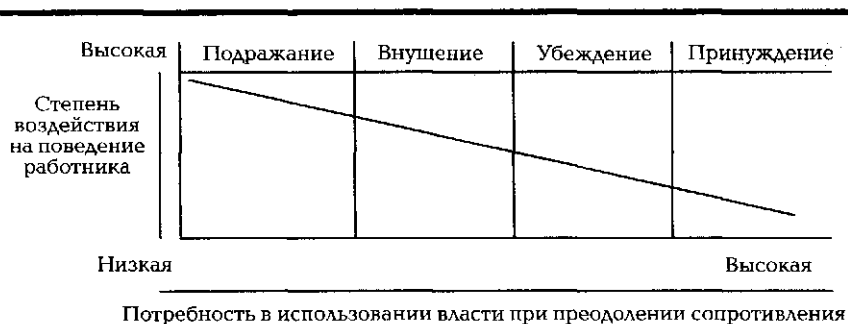 Высокая Подражание Внушение Убеждение Принуждение
Степень
воздействия
на поведение
работника
Низкая Высокая
Потребность в использовании власти при преодолении сопротивления